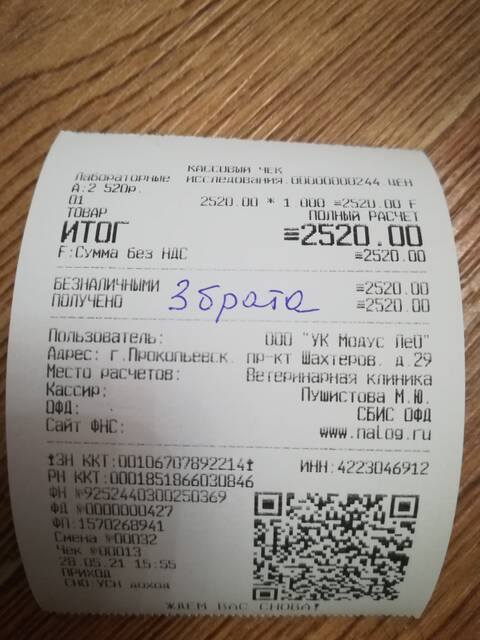 КАССОВЫЙ ЧЕК
Лабораторные исследования:00000000244 ЦЕН
А:2 520р.
01 2520.00 * 1 000 =2520.00 F
ТОВАР ПОЛНЫЙ РАСЧЕТ
ИТОГ =2520.00
F:Сумма без НДС =2520.00
БЕЗНАЛИЧНЫМИ =2520.00
ПОЛУЧЕНО =2520.00
3 брата
Пользователь: ООО "УК Модус ЛеО"
Адрес: г.Прокопьевск, пр-кт Шахтеров, д.29
Место расчетов: Ветеринарная клиника
Кассир: Пушистова М.Ю.
ОФД: СБИС ОФД
Сайт ФНС: www.nalog.ru
ЗН ККТ:00106707892214 ИНН:4223046912
РН ККТ:0001851866030846
ФН №9252440300250369
ФД №0000000427
ФП:1570268941
Смена №00032
Чек №00013
28.05.21 15:55
ПРИХОД
СНО:УСН доход
ЖДЕМ ВАС СНОВА!